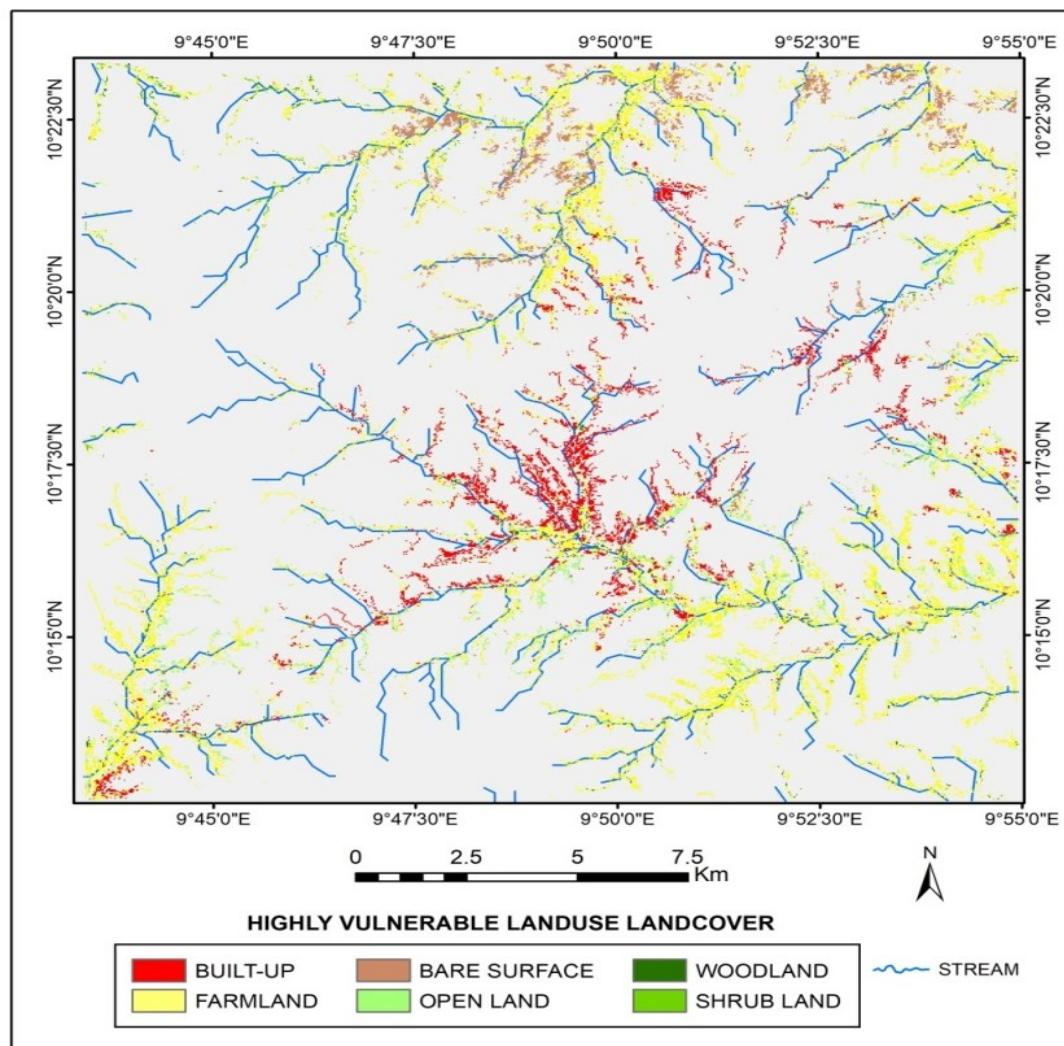 9°45'0"E 9°47'30"E 9°50'0"E 9°52'30"E 9°55'0"E
10°22'30"N 10°22'30"N
10°20'0"N 10°20'0"N
10°17'30"N 10°17'30"N
10°15'0"N 10°15'0"N
9°45'0"E 9°47'30"E 9°50'0"E 9°52'30"E 9°55'0"E
0 2.5 5 7.5
Km
N
HIGHLY VULNERABLE LANDUSE LANDCOVER
BUILT-UP BARE SURFACE WOODLAND STREAM
FARMLAND OPEN LAND SHRUB LAND